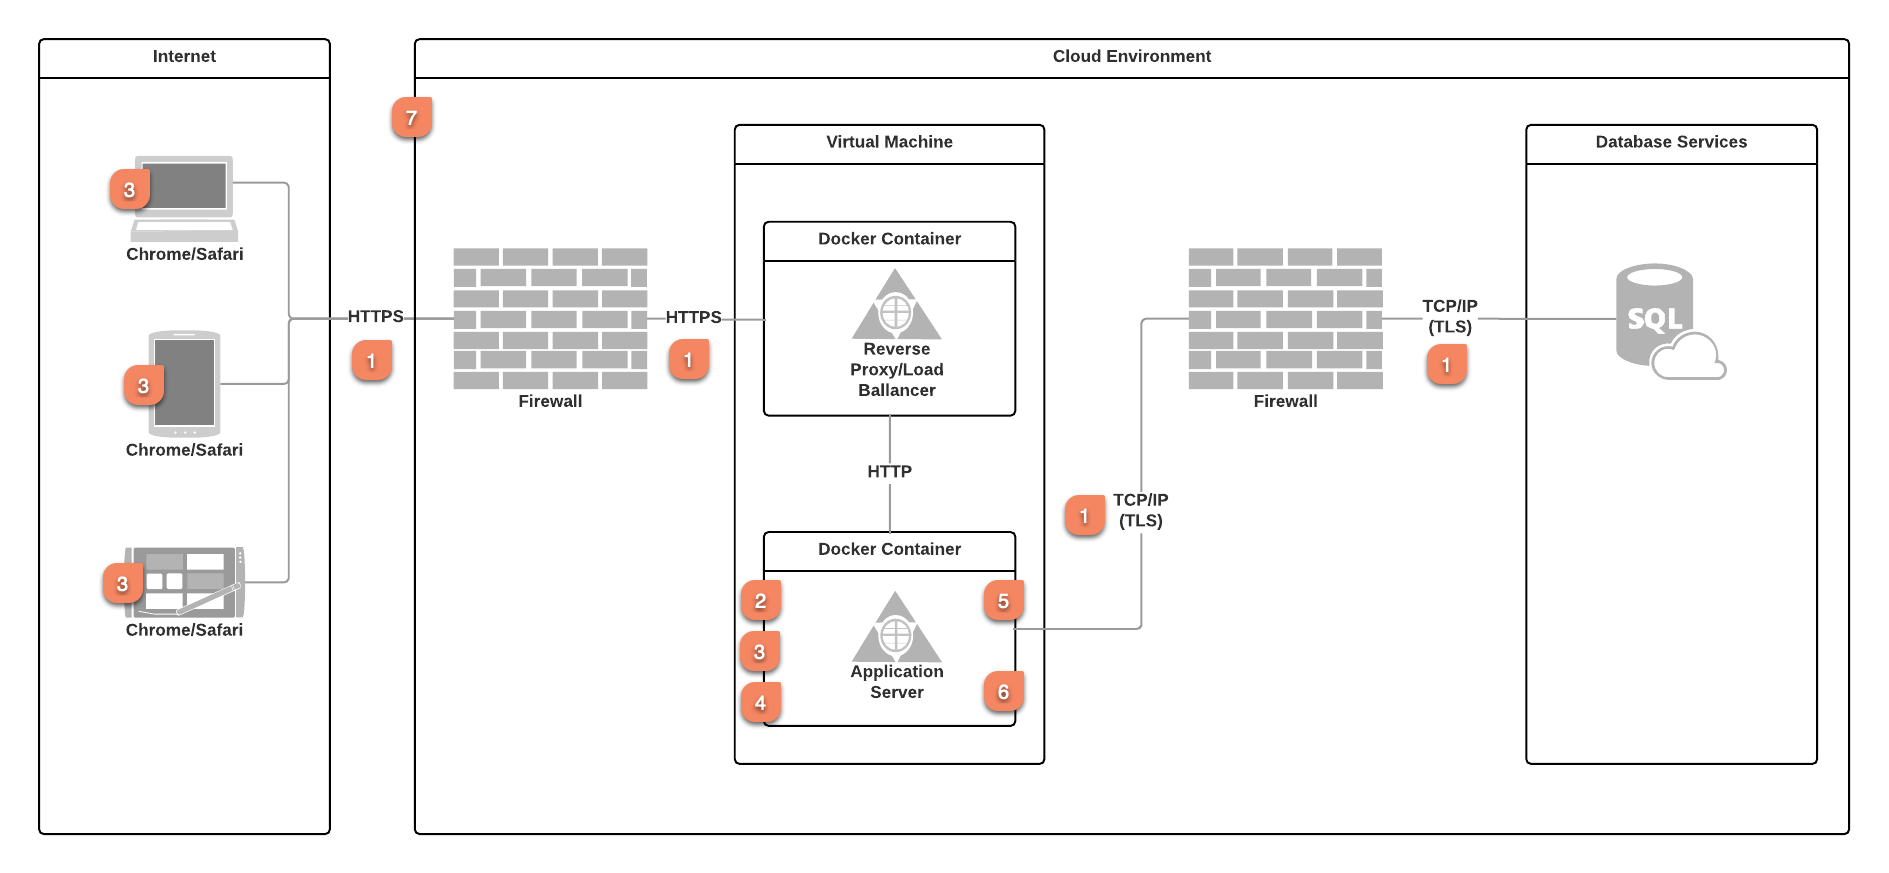 Internet
3
Chrome/Safari
3
Chrome/Safari
3
Chrome/Safari
HTTPS
1
Cloud Environment
7
Firewall
HTTPS
1
Virtual Machine
Docker Container
Reverse
Proxy/Load
Ballancer
HTTP
Docker Container
2
3
4
5
6
Application
Server
1
TCP/IP
(TLS)
Firewall
TCP/IP
(TLS)
1
Database Services
SQL